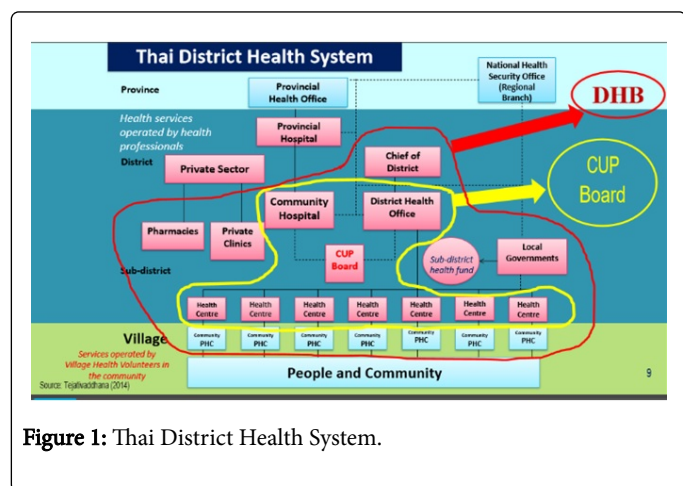 Thai District Health System
Province
Provincial
Health Office
National Health
Security Office
(Regional
Branch)
DHB
Health services
operated by health
professionals
Provincial
Hospital
District
Private Sector
Chief of
District
CUP
Board
Community
Hospital
District Health
Office
Pharmacies
Private
Clinics
CUP
Board
Sub-district
health fund
Local
Governments
Sub-district
Health
Centre
Health
Centre
Health
Centre
Health
Centre
Health
Centre
Health
Centre
Health
Centre
Village
Community
PHC
Community
PHC
Community
PHC
Community
PHC
Community
PHC
Community
PHC
Community
PHC
Services operated by
Village Health Volunteers in
the community
People and Community
9
Source: Tejativaddhana (2014)
Figure 1: Thai District Health System.